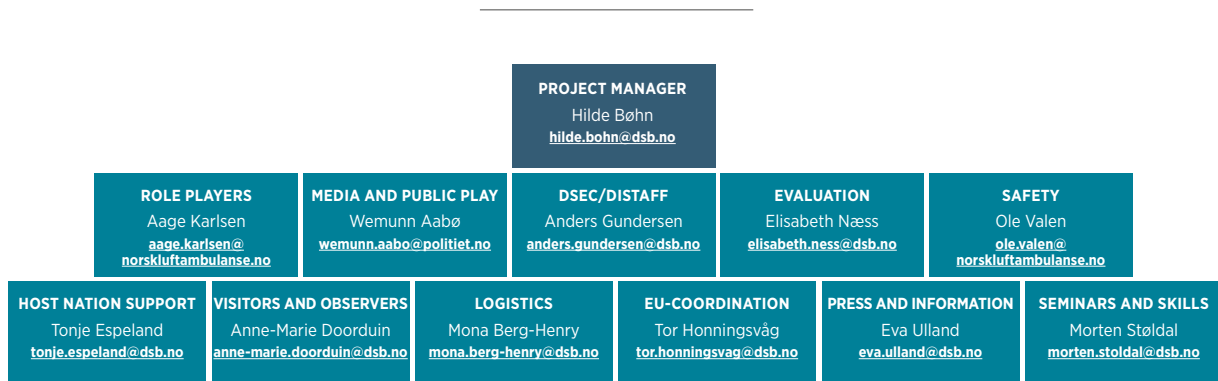 PROJECT MANAGER
Hilde Bøhn
hilde.bohn@dsb.no
ROLE PLAYERS
Aage Karlsen
aage.karlsen@
norskluftambulanse.no
MEDIA AND PUBLIC PLAY
Wemunn Aabø
wemunn.aabo@politiet.no
DSEC/DISTAFF
Anders Gundersen
anders.gundersen@dsb.no
EVALUATION
Elisabeth Næss
elisabeth.ness@dsb.no
SAFETY
Ole Valen
ole.valen@
norskluftambulanse.no
HOST NATION SUPPORT
Tonje Espeland
tonje.espeland@dsb.no
VISITORS AND OBSERVERS
Anne-Marie Doorduin
anne-marie.doorduin@dsb.no
LOGISTICS
Mona Berg-Henry
mona.berg-henry@dsb.no
EU-COORDINATION
Tor Honningsvåg
tor.honningsvag@dsb.no
PRESS AND INFORMATION
Eva Ulland
eva.ulland@dsb.no
SEMINARS AND SKILLS
Morten Støldal
morten.stoldal@dsb.no